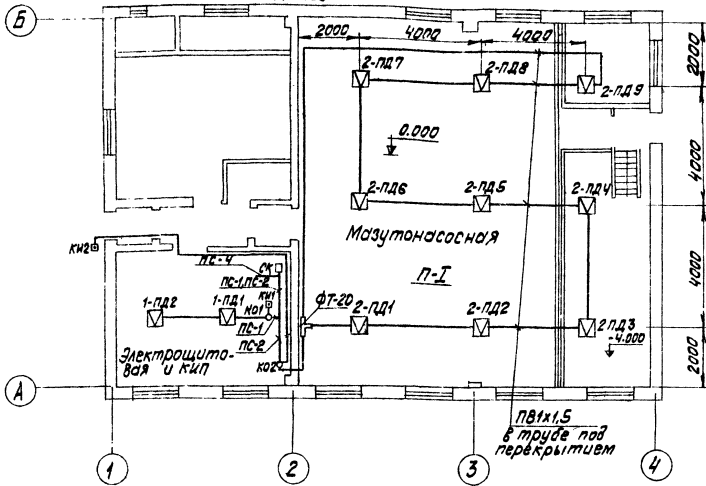 Б
2000
4000
4000
2-ПД7
2-ПД8
2-ПД9
2000
0.000
4000
2-ПД6
2-ПД5
2-ПД4
Мазутонасосная
КИ2
ПС-4
СК
П-I
4000
ПС-1,ПС-2
КИ1
1-ПД2
1-ПД1
КО1
ФТ-20
2-ПД1
2-ПД2
2ПД3
ПС-1
-4.000
ПС-2
Электрощито-
вая и КИП
КО2
2000
А
ПВ1х1,5
в трубе под
перекрытием
1
2
3
4